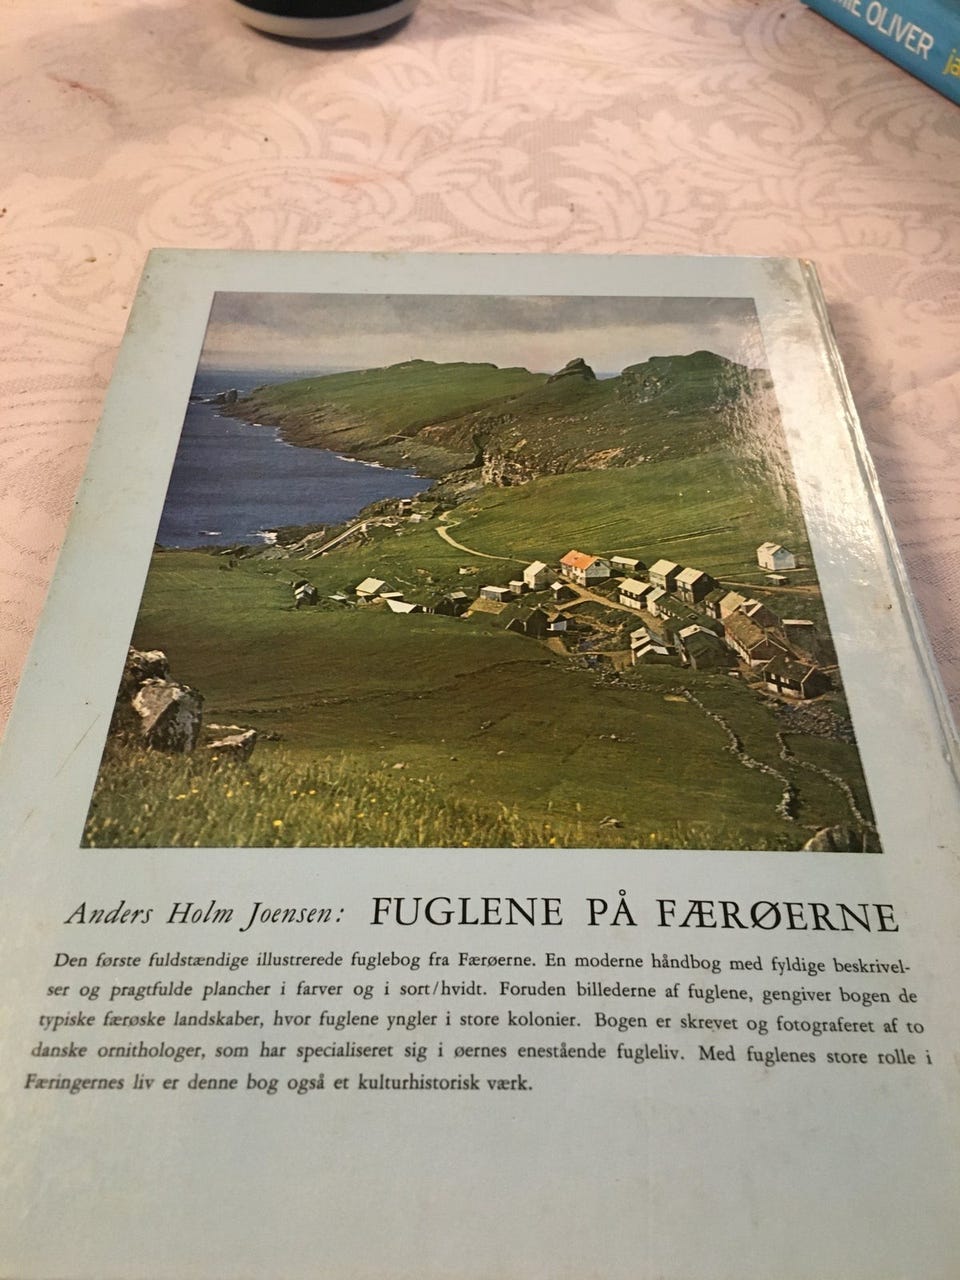 OLIVER
Anders Holm Joensen: FUGLENE PÅ FÆRØERNE
Den første fuldstændige illustrerede fuglebog fra Færøerne. En moderne håndbog med fyldige beskrivel-
ser og pragtfulde plancher i farver og i sort/hvidt. Foruden billederne af fuglene, gengiver bogen de
typiske færøske landskaber, hvor fuglene yngler i store kolonier. Bogen er skrevet og fotograferet af to
danske ornithologer, som har specialiseret sig i øernes enestående fugleliv. Med fuglenes store rolle i
Færingernes liv er denne bog også et kulturhistorisk værk.